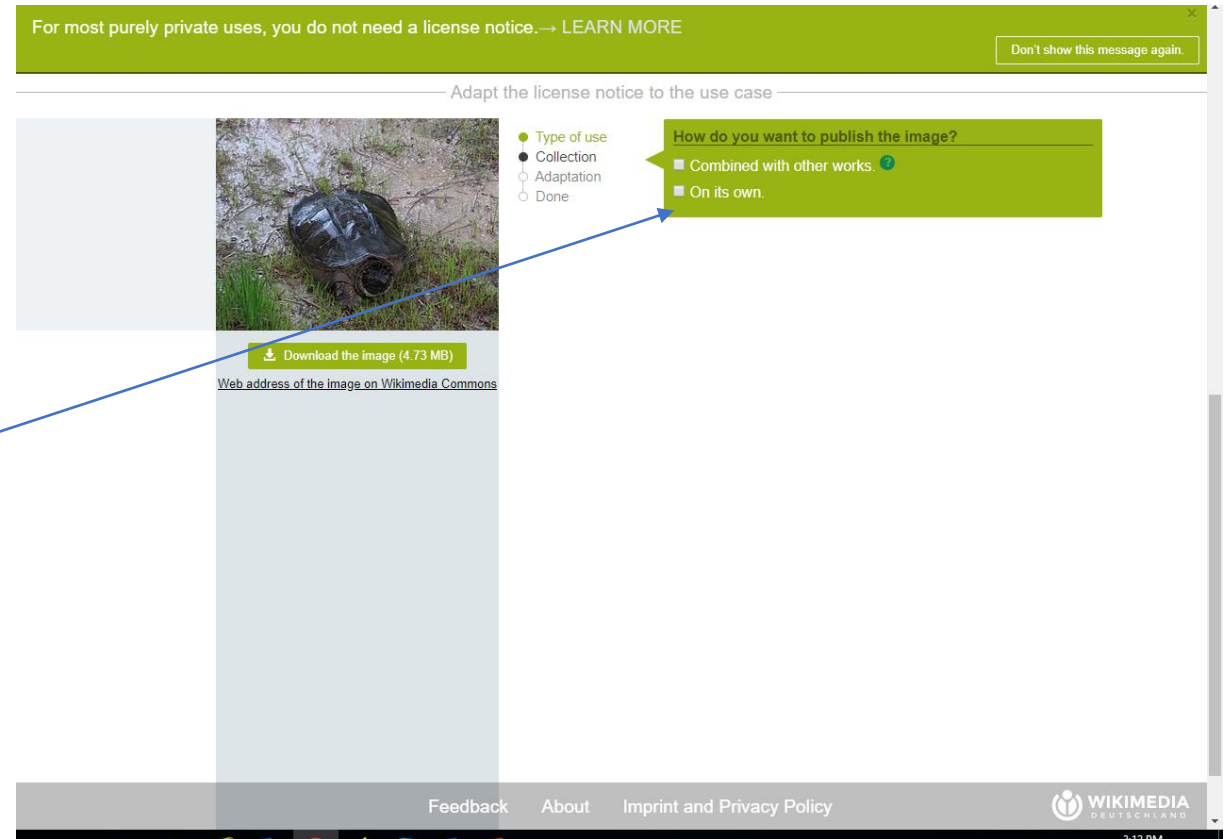 For most purely private uses, you do not need a license notice.→ LEARN MORE
×
Don't show this message again.
Adapt the license notice to the use case
Type of use
Collection
Adaptation
Done
How do you want to publish the image?
Combined with other works. ?
On its own.
Download the image (4.73 MB)
Web address of the image on Wikimedia Commons
Feedback About Imprint and Privacy Policy
WIKIMEDIA
DEUTSCHLAND